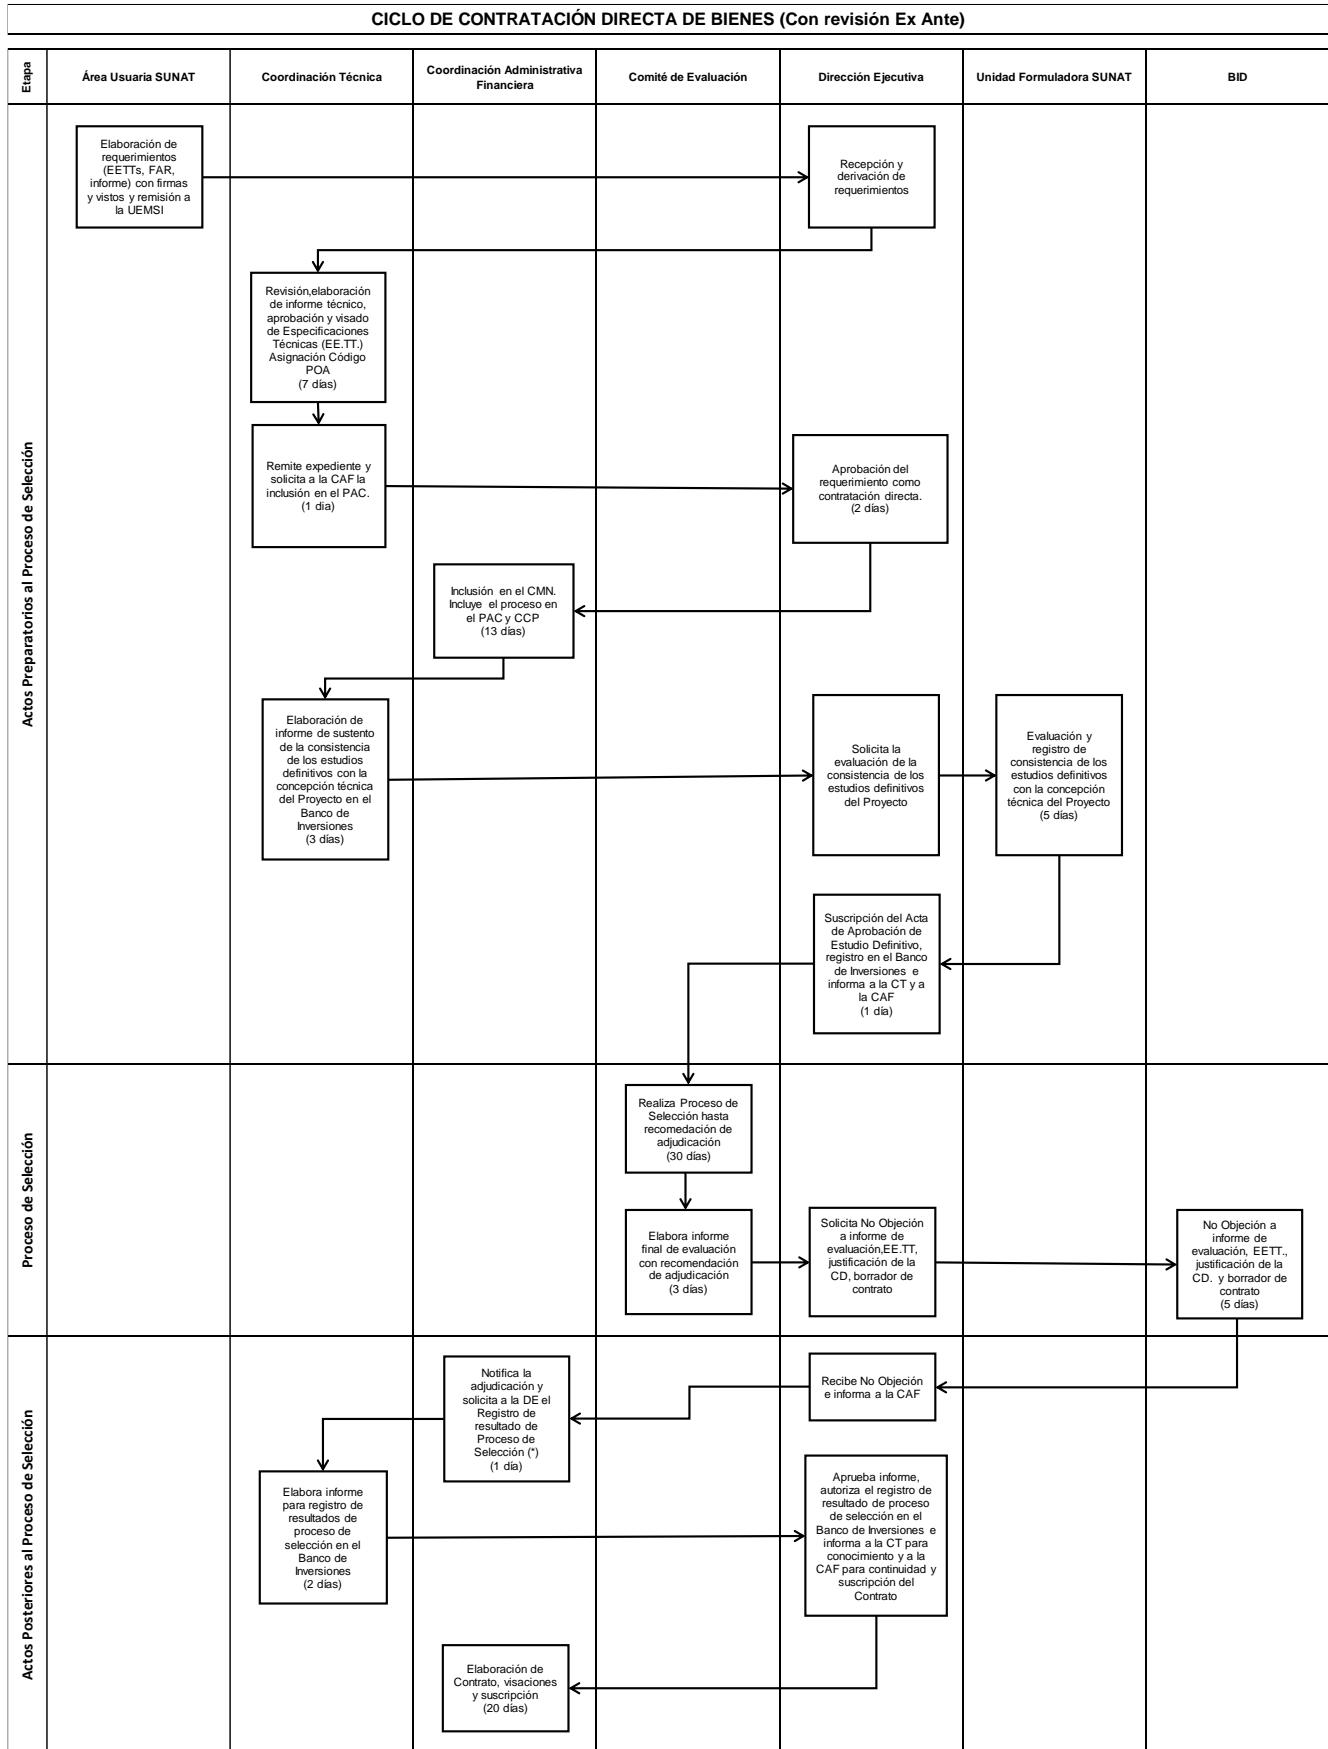 CICLO DE CONTRATACIÓN DIRECTA DE BIENES (Con revisión Ex Ante)
Etapa
Área Usuaria SUNAT
Coordinación Técnica
Coordinación Administrativa
Financiera
Comité de Evaluación
Dirección Ejecutiva
Unidad Formuladora SUNAT
BID
Actos Preparatorios al Proceso de Selección
Elaboración de
requerimientos
(EETTs, FAR,
informe) con firmas
y vistos y remisión a
la UEMSI
Recepción y
derivación de
requerimientos
Revisión,elaboración
de informe técnico,
aprobación y visado
de Especificaciones
Técnicas (EE.TT.)
Asignación Código
POA
(7 días)
Remite expediente y
solicita a la CAF la
inclusión en el PAC.
(1 dia)
Aprobación del
requerimiento como
contratación directa.
(2 días)
Inclusión en el CMN.
Incluye el proceso en
el PAC y CCP
(13 días)
Elaboración de
informe de sustento
de la consistencia
de los estudios
definitivos con la
concepción técnica
del Proyecto en el
Banco de
Inversiones
(3 días)
Solicita la
evaluación de la
consistencia de los
estudios definitivos
del Proyecto
Evaluación y
registro de
consistencia de los
estudios definitivos
con la concepción
técnica del Proyecto
(5 días)
Suscripción del Acta
de Aprobación de
Estudio Definitivo,
registro en el Banco
de Inversiones e
informa a la CT y a
la CAF
(1 día)
Proceso de Selección
Realiza Proceso de
Selección hasta
recomedación de
adjudicación
(30 días)
Elabora informe
final de evaluación
con recomendación
de adjudicación
(3 días)
Solicita No Objeción
a informe de
evaluación,EE.TT,
justificación de la
CD, borrador de
contrato
No Objeción a
informe de
evaluación, EETT.,
justificación de la
CD. y borrador de
contrato
(5 días)
Actos Posteriores al Proceso de Selección
Recibe No Objeción
e informa a la CAF
Notifica la
adjudicación y
solicita a la DE el
Registro de
resultado de
Proceso de
Selección (*)
(1 día)
Elabora informe
para registro de
resultados de
proceso de
selección en el
Banco de
Inversiones
(2 días)
Aprueba informe,
autoriza el registro de
resultado de proceso
de selección en el
Banco de Inversiones e
informa a la CT para
conocimiento y a la
CAF para continuidad y
suscripción del
Contrato
Elaboración de
Contrato, visaciones
y suscripción
(20 días)